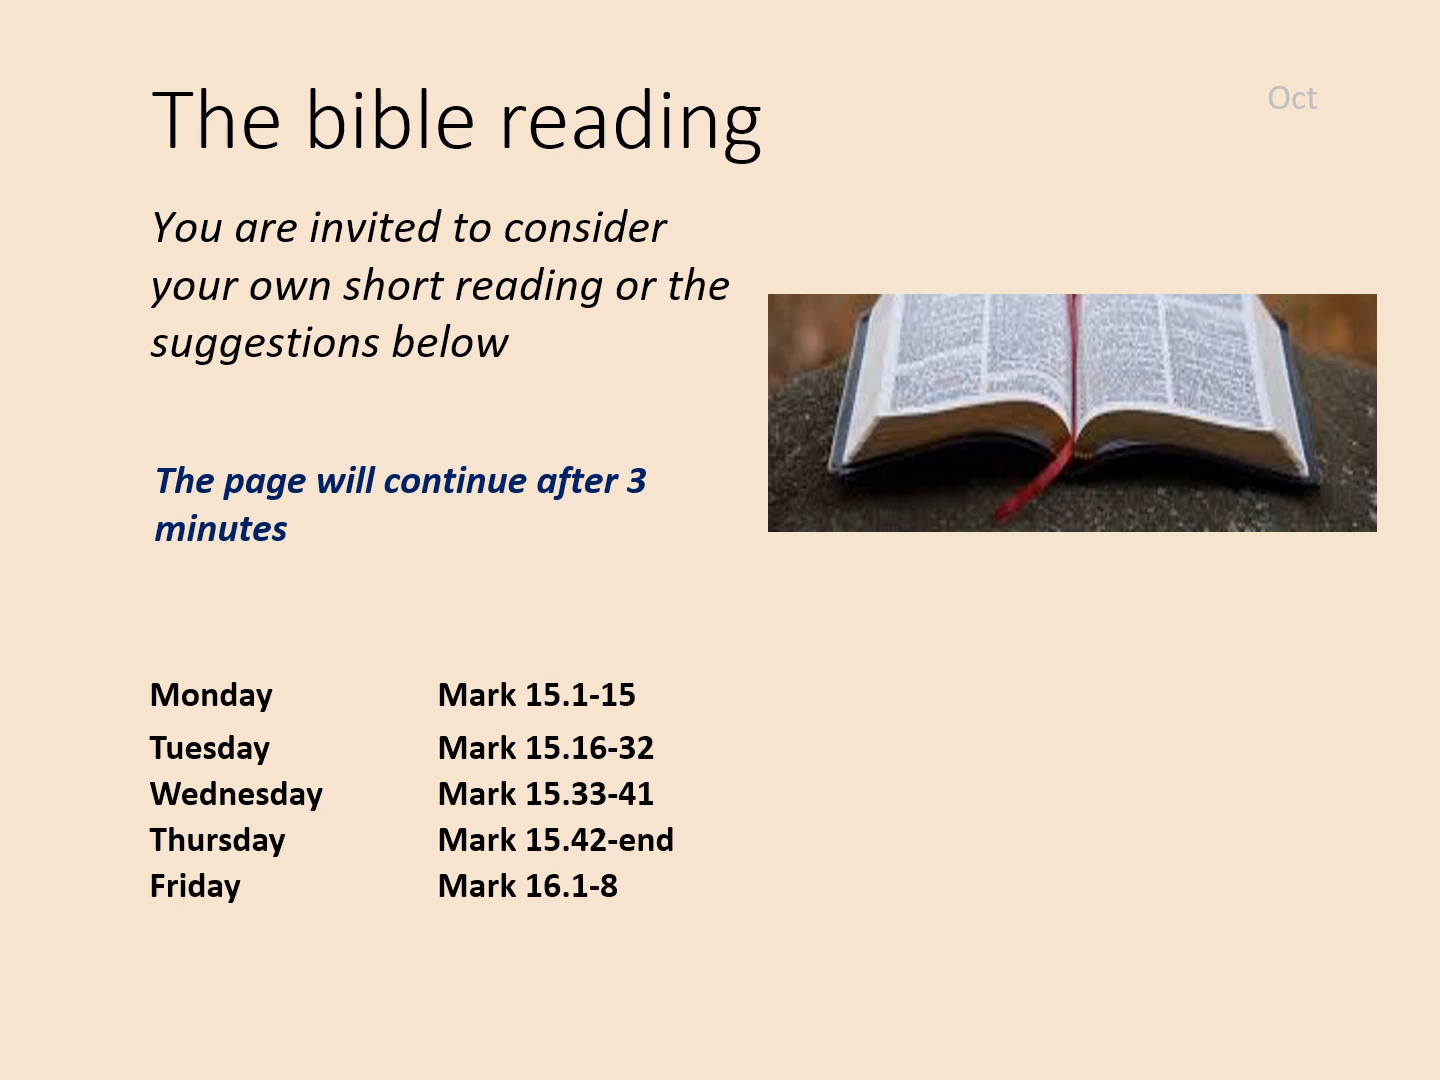 The bible reading
Oct
You are invited to consider
your own short reading or the
suggestions below
The page will continue after 3
minutes
Monday Mark 15.1-15
Tuesday Mark 15.16-32
Wednesday Mark 15.33-41
Thursday Mark 15.42-end
Friday Mark 16.1-8